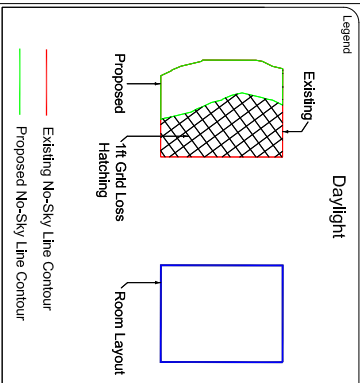 Legend
Daylight
Existing
Proposed
1ft Grid Loss
Hatching
Room Layout
Existing No-Sky Line Contour
Proposed No-Sky Line Contour